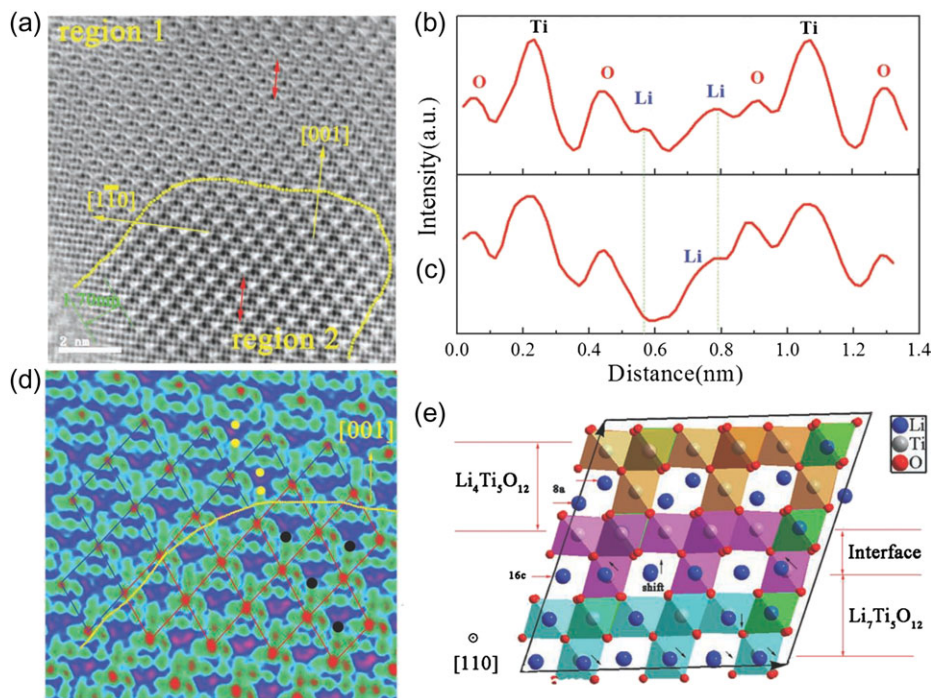 (a)
region 1
[001]
[11̄0]
region 2
2 nm
(b)
Ti
Ti
O
O
O
O
Li
Li
Intensity(a.u.)
(c)
Li
0.0 0.2 0.4 0.6 0.8 1.0 1.2 1.4
Distance(nm)
(d)
[001]
(e)
Li
Ti
O
Li₄Ti₅O₁₂
8a
Interface
16c
shift
Li₇Ti₅O₁₂
[110]